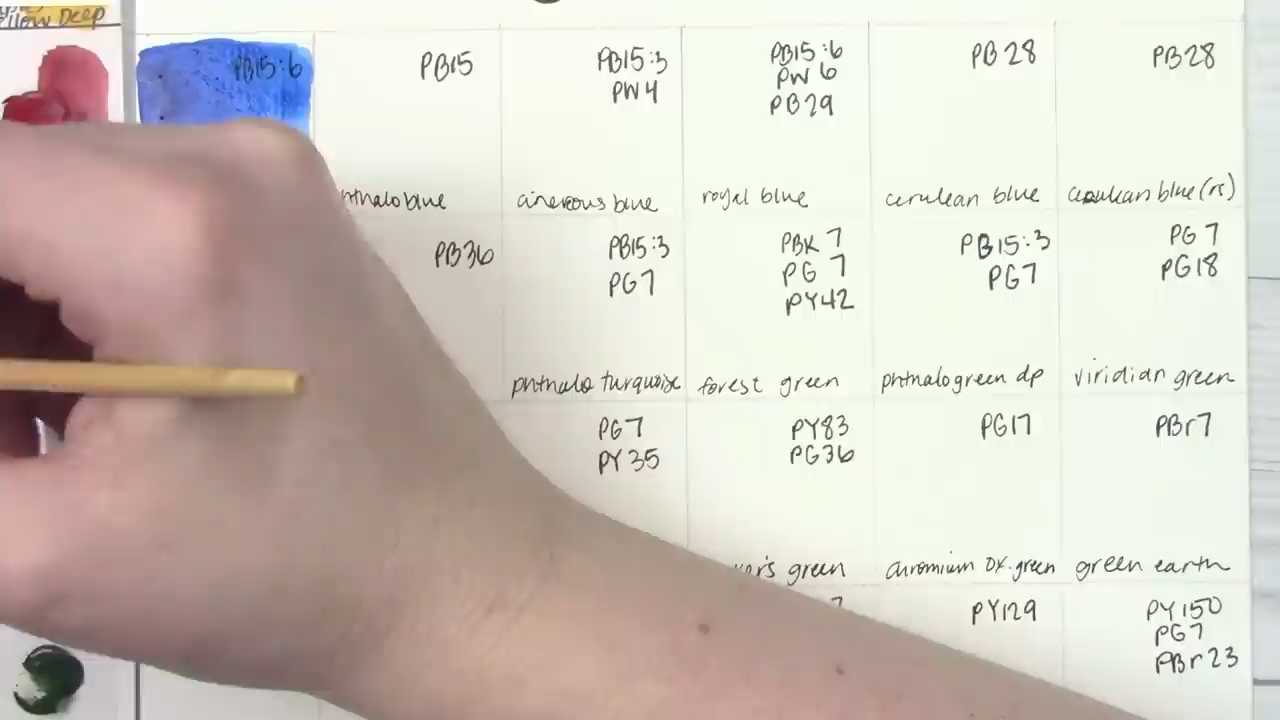 Yellow Deep
PB15:6 PB15 PB15:3 PB15:6 PB28 PB28
PW4 PW6
PB29
blue cinereous blue royal blue cerulean blue cerulean blue (rs)
PB36 PB15:3 PBK 7 PB15:3 PG 7
PG7 PG 7 PG7 PG18
PY42
phthalo turquoise forest green phthalo green dp viridian green
PG7 PY83 PG17 PBr7
PY35 PG36
green chromium ox. green green earth
7 PY129 PY150
PG7
PBr23